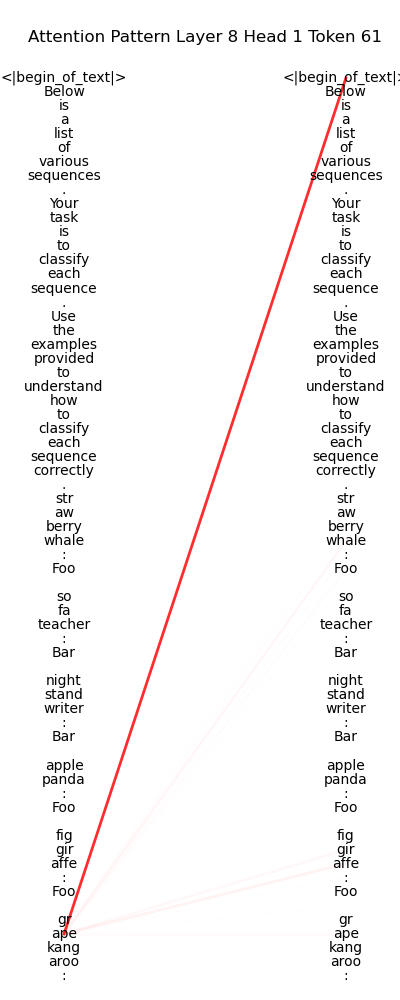 Attention Pattern Layer 8 Head 1 Token 61
<|begin_of_text|>
Below
is
a
list
of
various
sequences
.
Your
task
is
to
classify
each
sequence
.
Use
the
examples
provided
to
understand
how
to
classify
each
sequence
correctly
.
str
aw
berry
whale
:
Foo
so
fa
teacher
:
Bar
night
stand
writer
:
Bar
apple
panda
:
Foo
fig
gir
affe
:
Foo
gr
ape
kang
aroo
:
<|begin_of_text|>
Below
is
a
list
of
various
sequences
.
Your
task
is
to
classify
each
sequence
.
Use
the
examples
provided
to
understand
how
to
classify
each
sequence
correctly
.
str
aw
berry
whale
:
Foo
so
fa
teacher
:
Bar
night
stand
writer
:
Bar
apple
panda
:
Foo
fig
gir
affe
:
Foo
gr
ape
kang
aroo
: